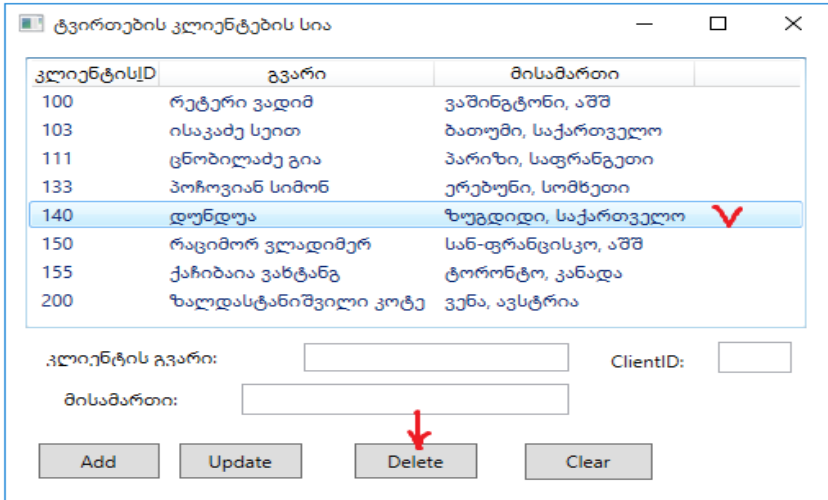 ტვირთების კლიენტების სია
კლიენტისID გვარი მისამართი
100 რეტერი ვადიმ ვაშინგტონი, აშშ
103 ისაკაძე სეით ბათუმი, საქართველო
111 ცნობილაძე გია პარიზი, საფრანგეთი
133 პოჩოვიან სიმონ ერებუნი, სომხეთი
140 დუნდუა ზუგდიდი, საქართველო
150 რაციმორ ვლადიმერ სან-ფრანცისკო, აშშ
155 ქაჩიბაია ვახტანგ ტორონტო, კანადა
200 ზალდასტანიშვილი კოტე ვენა, ავსტრია
კლიენტის გვარი: ClientID:
მისამართი:
Add Update Delete Clear